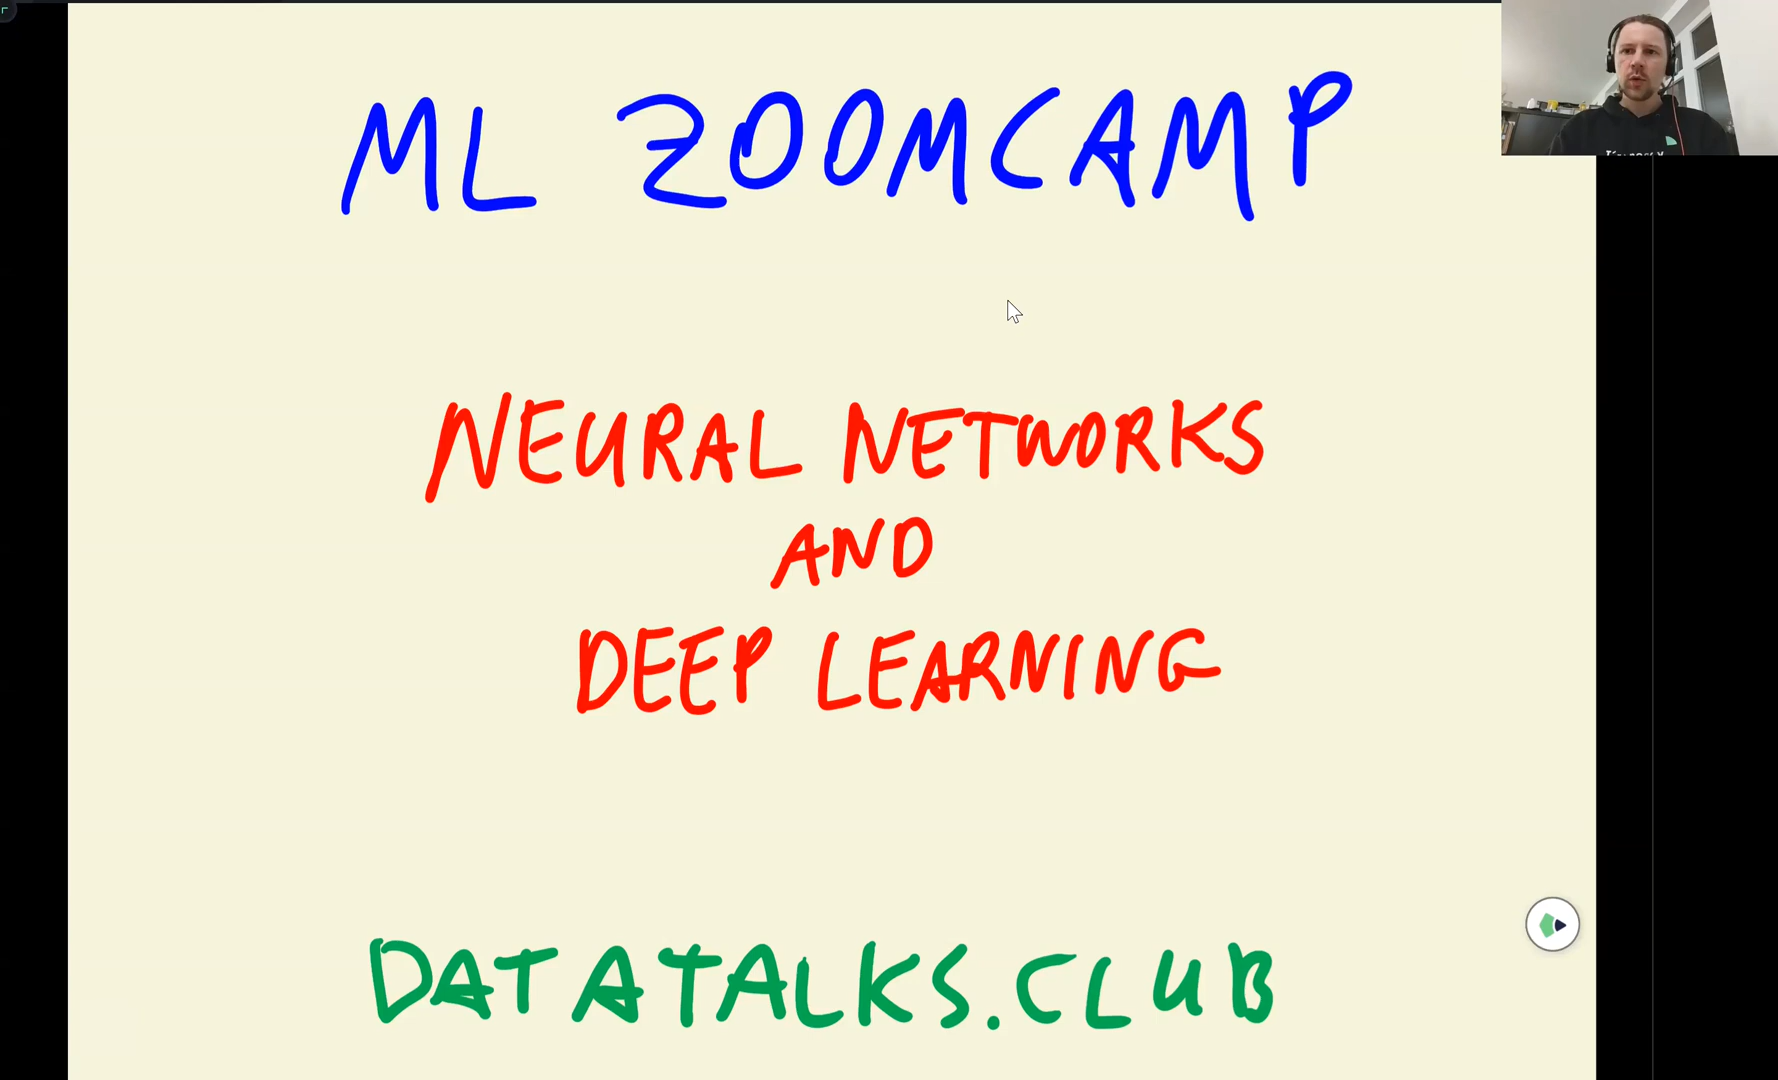 ML ZOOMCAMP
NEURAL NETWORKS
AND
DEEP LEARNING
DATATALKS.CLUB